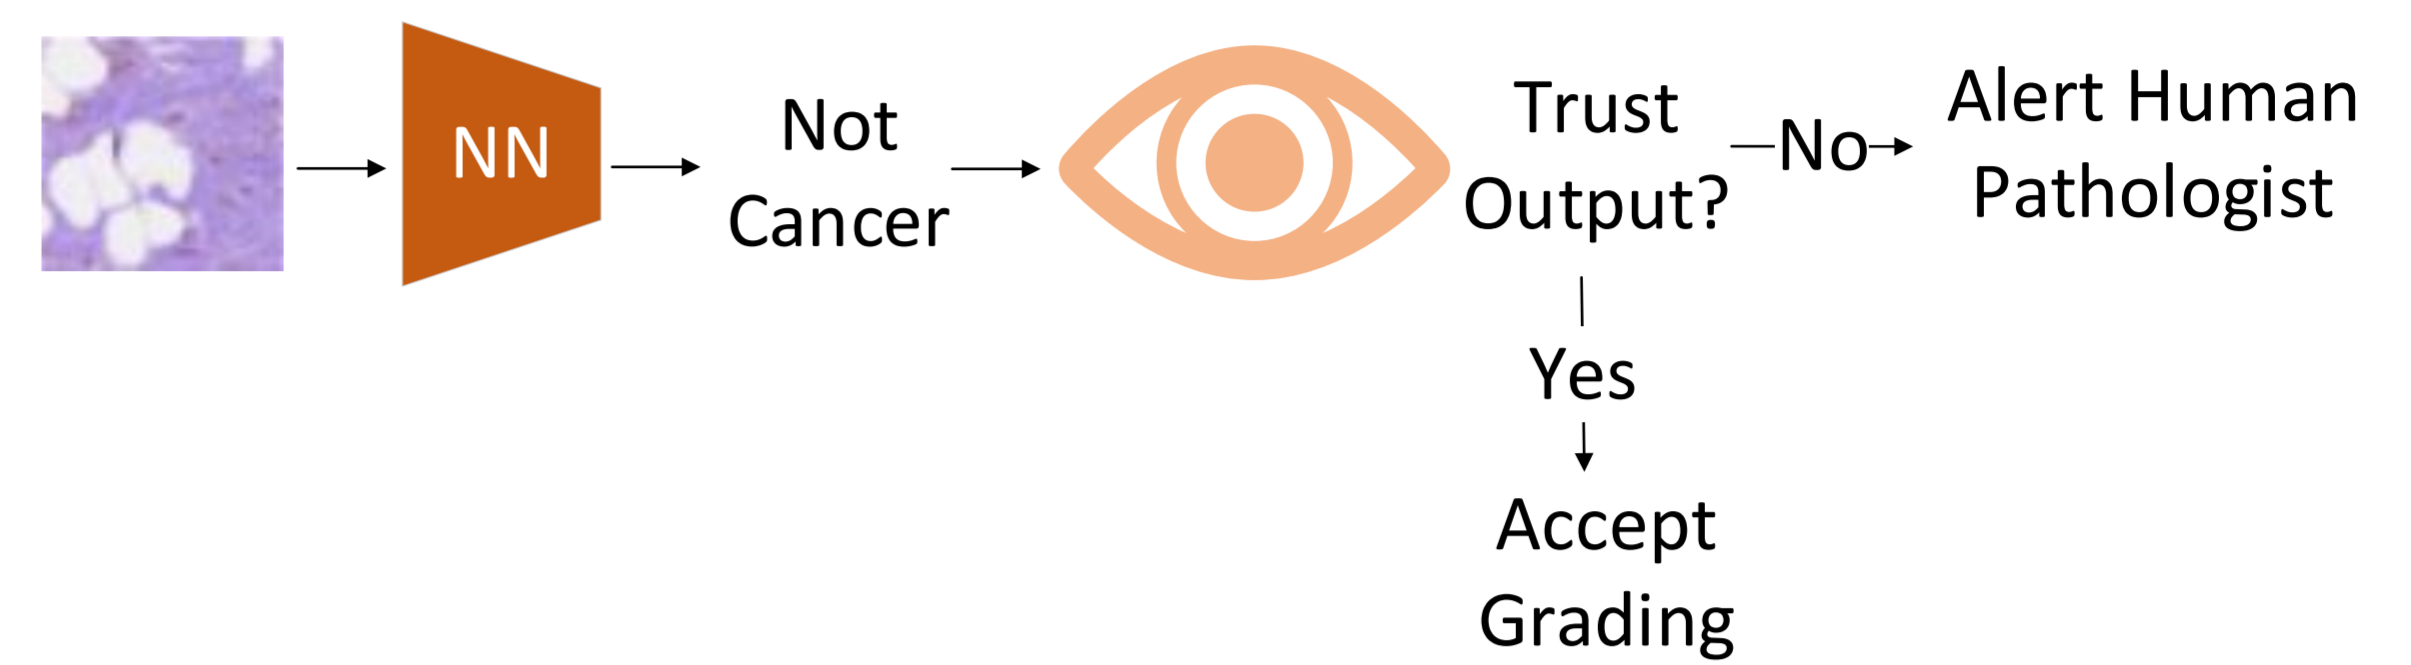 NN
Not
Cancer
Trust
Output?
No
Alert Human
Pathologist
Yes
Accept
Grading